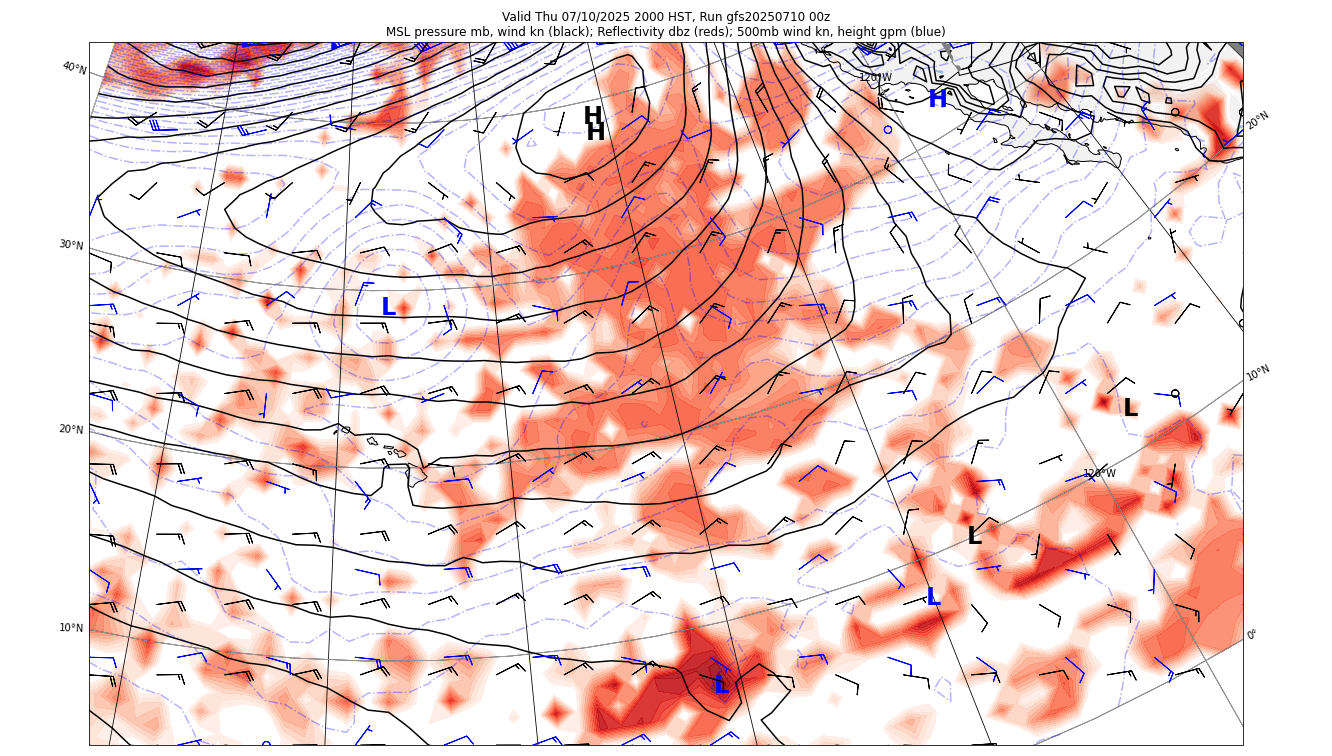 Valid Thu 07/10/2025 2000 HST, Run gfs20250710 00z
MSL pressure mb, wind kn (black); Reflectivity dbz (reds); 500mb wind kn, height gpm (blue)
40°N
120°W
H
20°N
H
H
30°N
L
10°N
L
20°N
120°W
L
L
10°N
0°
L